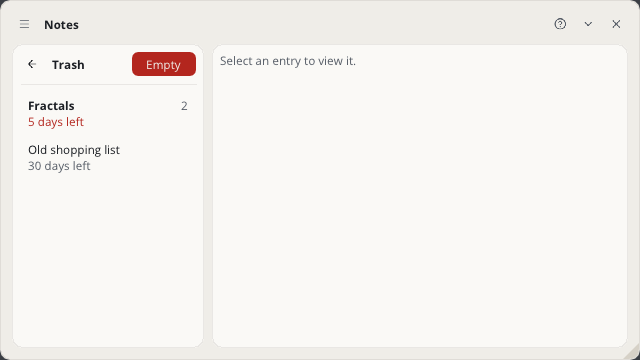 Notes
Trash
Empty
Fractals 2
5 days left
Old shopping list
30 days left
Select an entry to view it.